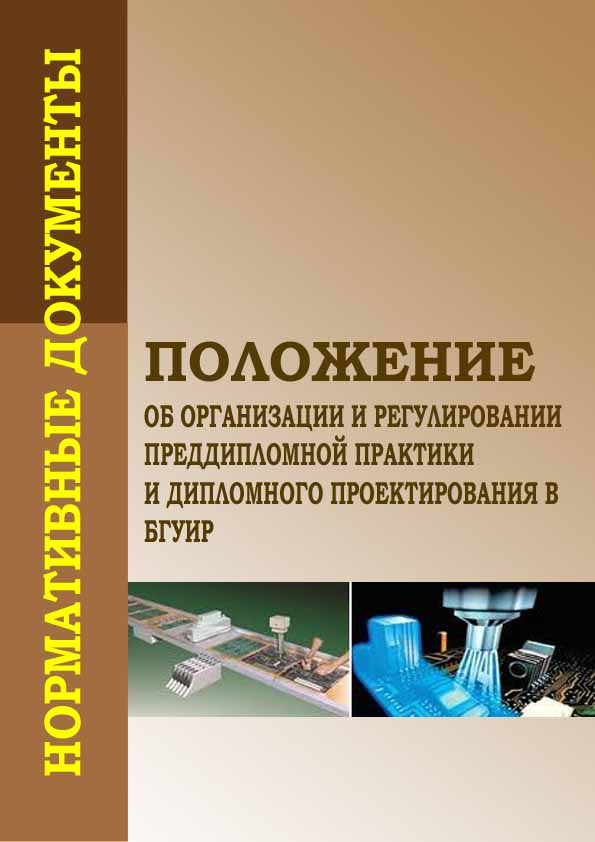 НОРМАТИВНЫЕ ДОКУМЕНТЫ
ПОЛОЖЕНИЕ
ОБ ОРГАНИЗАЦИИ И РЕГУЛИРОВАНИИ
ПРЕДДИПЛОМНОЙ ПРАКТИКИ
И ДИПЛОМНОГО ПРОЕКТИРОВАНИЯ В
БГУИР